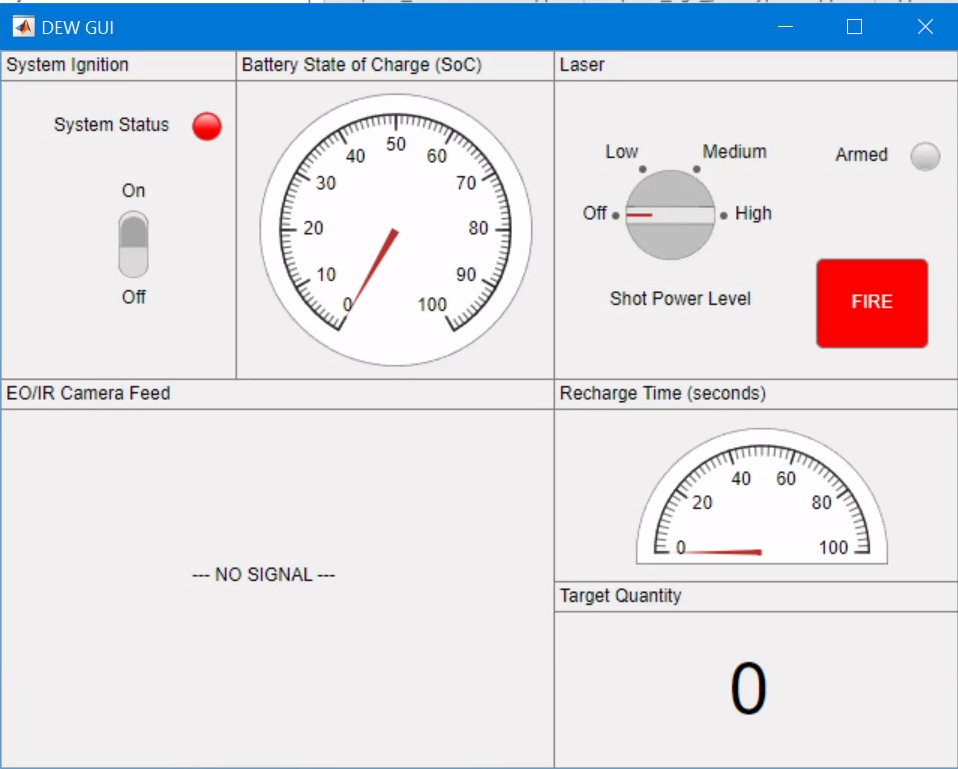 DEW GUI
System Ignition
Battery State of Charge (SoC)
Laser
System Status
On
Off
0
10
20
30
40
50
60
70
80
90
100
Low
Medium
Off
High
Shot Power Level
Armed
FIRE
EO/IR Camera Feed
--- NO SIGNAL ---
Recharge Time (seconds)
0
20
40
60
80
100
Target Quantity
0